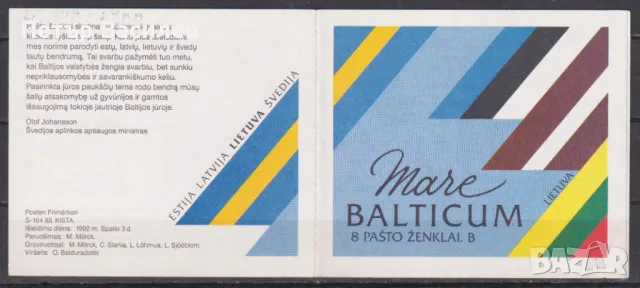 mes norime parodyti estų, latvių, lietuvių ir švedų
tautų bendrumą. Tai svarbu pažymėti tuo metu,
kai Baltijos valstybės žengia svarbiu, bet sunkiu
nepriklausomybės ir savarankiškumo keliu.
Pasirinkta jūros paukščių tema rodo bendrą mūsų
šalių atsakomybę už gyvūnijos ir gamtos
išsaugojimą tokioje jautrioje Baltijos jūroje.
Olof Johansson
Švedijos aplinkos apsaugos ministras
ESTIJA LATVIJA LIETUVA ŠVEDIJA
Posten Frimärken
S-164 88 KISTA
Išleidimo diena: 1992 m. Spalio 3 d.
Paruošimas: M. Mörck.
Graviruotojai: M. Mörck, C. Slania, L. Löhmus, L. Sjööblom.
Viršelis: O. Baldursdottir.
Mare
BALTICUM
8 PAŠTO ŽENKLAI. B
LIETUVA
BAZAR